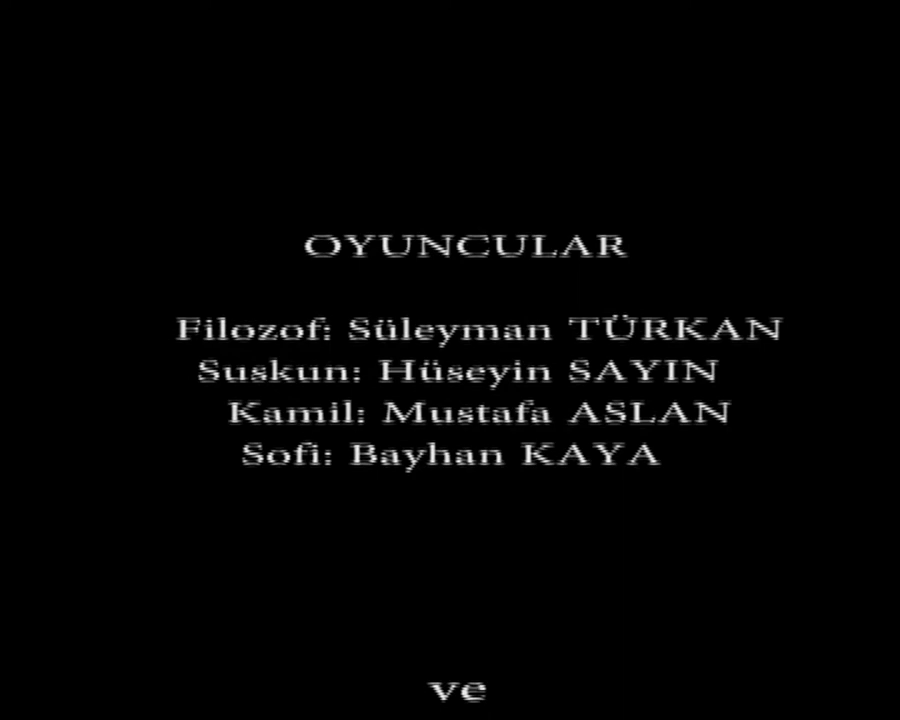 OYUNCULAR
Filozof: Süleyman TÜRKAN
Suskun: Hüseyin SAYIN
Kamil: Mustafa ASLAN
Sofi: Bayhan KAYA
ve